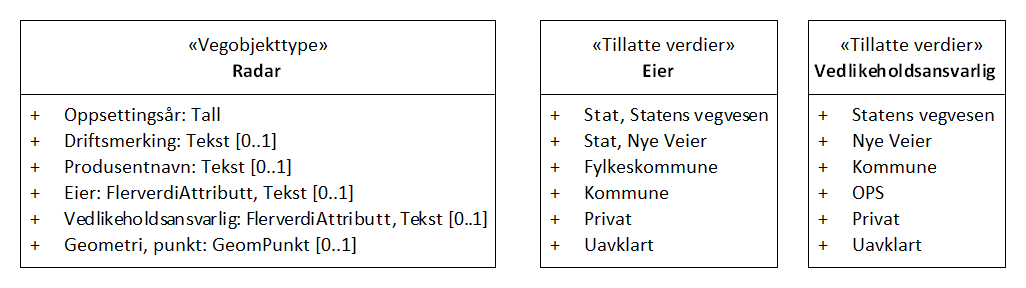 «Vegobjekttype»
Radar
+ Oppsettingsår: Tall
+ Driftsmerking: Tekst [0..1]
+ Produsentnavn: Tekst [0..1]
+ Eier: FlerverdiAttributt, Tekst [0..1]
+ Vedlikeholdsansvarlig: FlerverdiAttributt, Tekst [0..1]
+ Geometri, punkt: GeomPunkt [0..1]
«Tillatte verdier»
Eier
+ Stat, Statens vegvesen
+ Stat, Nye Veier
+ Fylkeskommune
+ Kommune
+ Privat
+ Uavklart
«Tillatte verdier»
Vedlikeholdsansvarlig
+ Statens vegvesen
+ Nye Veier
+ Kommune
+ OPS
+ Privat
+ Uavklart